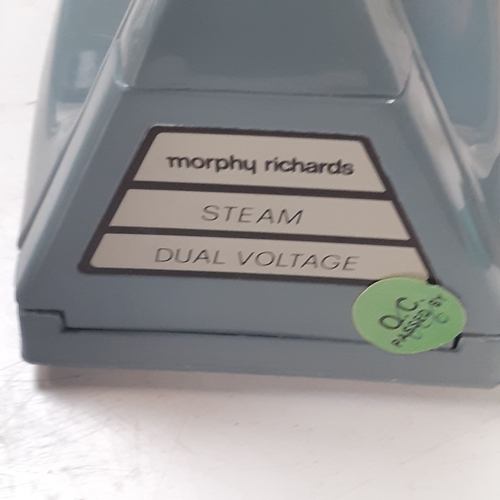 morphy richards
STEAM
DUAL VOLTAGE
Q.C.
PASSED BY